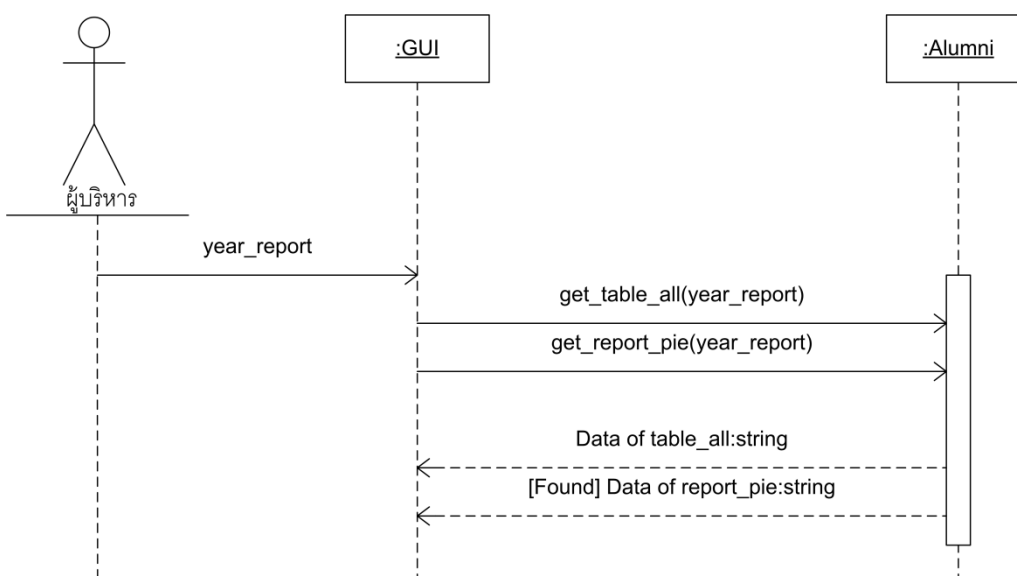 :GUI
:Alumni
ผู้บริหาร
year_report
get_table_all(year_report)
get_report_pie(year_report)
Data of table_all:string
[Found] Data of report_pie:string